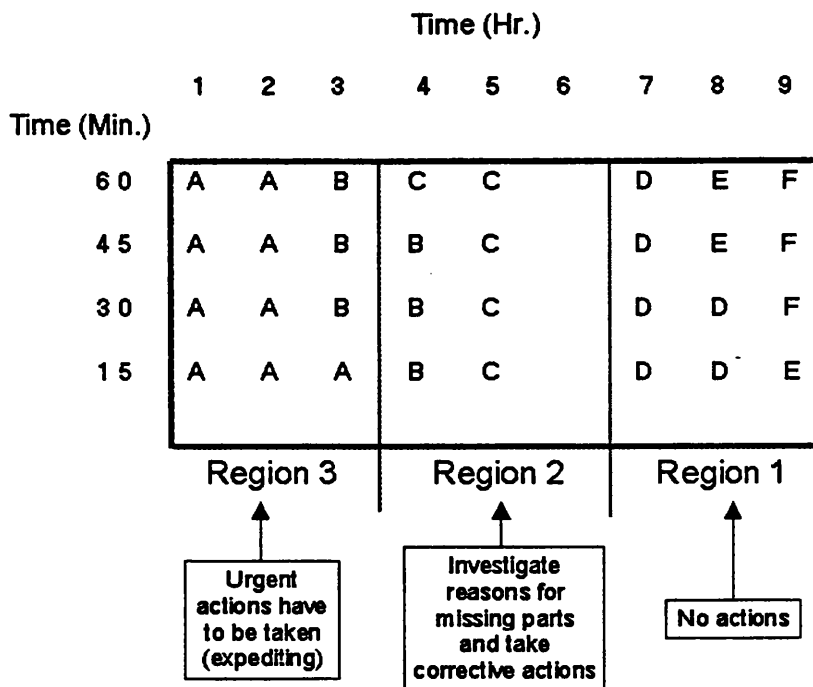 Time (Hr.)
1 2 3 4 5 6 7 8 9
Time (Min.)
60 A A B C C D E F
45 A A B B C D E F
30 A A B B C D D F
15 A A A B C D D E
Region 3 Region 2 Region 1
Urgent
actions have
to be taken
(expediting)
Investigate
reasons for
missing parts
and take
corrective actions
No actions